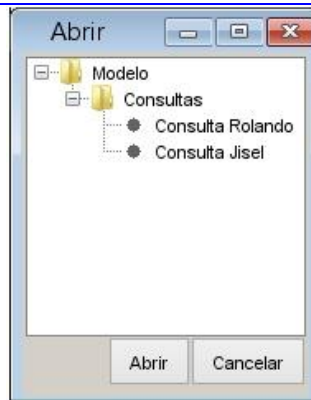 Abrir
Modelo
Consultas
Consulta Rolando
Consulta Jisel
Abrir Cancelar